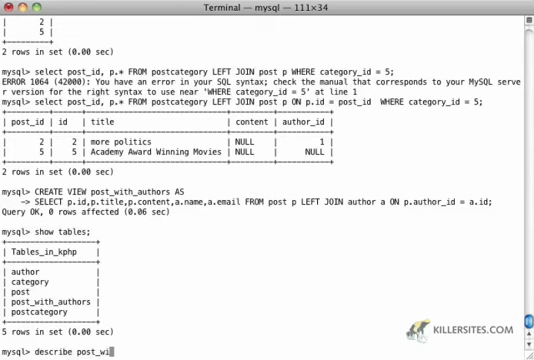 Terminal — mysql — 111×34
|       2 |
|       5 |
+---------+
2 rows in set (0.00 sec)
mysql> select post_id, p.* FROM postcategory LEFT JOIN post p WHERE category_id = 5;
ERROR 1064 (42000): You have an error in your SQL syntax; check the manual that corresponds to your MySQL serve
r version for the right syntax to use near 'WHERE category_id = 5' at line 1
mysql> select post_id, p.* FROM postcategory LEFT JOIN post p ON p.id = post_id  WHERE category_id = 5;
+---------+------+------------------------------+---------+-----------+
| post_id | id   | title                        | content | author_id |
+---------+------+------------------------------+---------+-----------+
|       2 |    2 | more politics                | NULL    |         1 |
|       5 |    5 | Academy Award Winning Movies | NULL    |      NULL |
+---------+------+------------------------------+---------+-----------+
2 rows in set (0.00 sec)
mysql> CREATE VIEW post_with_authors AS
    -> SELECT p.id,p.title,p.content,a.name,a.email FROM post p LEFT JOIN author a ON p.author_id = a.id;
Query OK, 0 rows affected (0.06 sec)
mysql> show tables;
+-------------------+
| Tables_in_kphp    |
+-------------------+
| author            |
| category          |
| post              |
| post_with_authors |
| postcategory      |
+-------------------+
5 rows in set (0.00 sec)
mysql> describe post_wi
KILLERSITES.COM